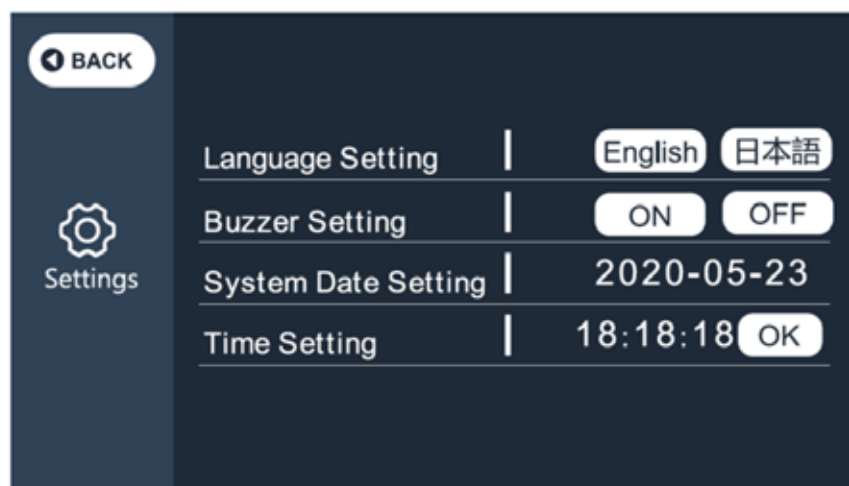 BACK
Language Setting English 日本語
Buzzer Setting ON OFF
Settings
System Date Setting 2020-05-23
Time Setting 18:18:18 OK